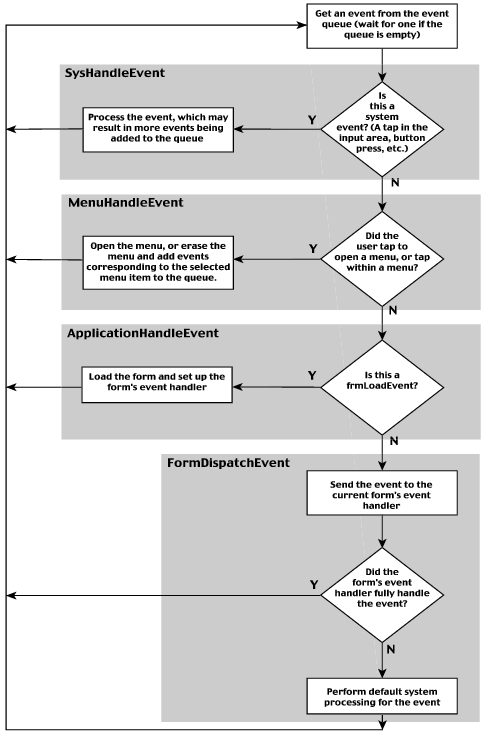 Get an event from the event
queue (wait for one if the
queue is empty)
SysHandleEvent
Is
this a
system
event? (A tap in the
input area, button
press, etc.)
Y
Process the event, which may
result in more events being
added to the queue
N
MenuHandleEvent
Did the
user tap to
open a menu, or tap
within a menu?
Y
Open the menu, or erase the
menu and add events
corresponding to the selected
menu item to the queue.
N
ApplicationHandleEvent
Is this a
frmLoadEvent?
Y
Load the form and set up the
form's event handler
N
FormDispatchEvent
Send the event to the
current form's event
handler
Did the
form's event
handler fully handle
the event?
Y
N
Perform default system
processing for the event